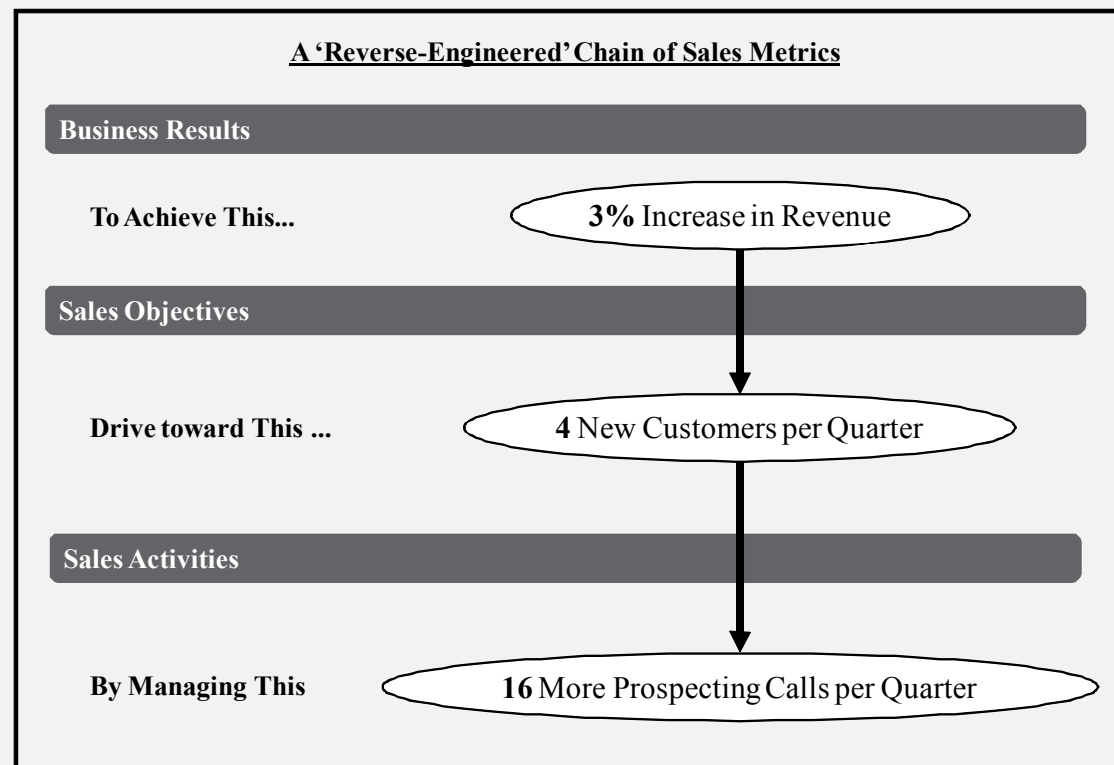 A ‘Reverse-Engineered’ Chain of Sales Metrics
Business Results
To Achieve This...
3% Increase in Revenue
Sales Objectives
Drive toward This ...
4 New Customers per Quarter
Sales Activities
By Managing This
16 More Prospecting Calls per Quarter